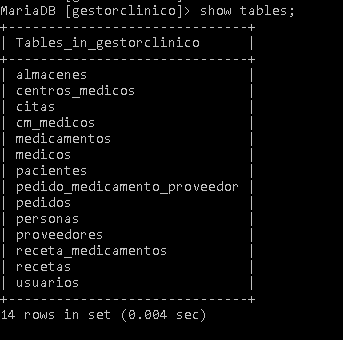 MariaDB [gestorclinico]> show tables;
+------------------------------+
| Tables_in_gestorclinico      |
+------------------------------+
| almacenes                    |
| centros_medicos              |
| citas                        |
| cm_medicos                   |
| medicamentos                 |
| medicos                      |
| pacientes                    |
| pedido_medicamento_proveedor |
| pedidos                      |
| personas                     |
| proveedores                  |
| receta_medicamentos          |
| recetas                      |
| usuarios                     |
+------------------------------+
14 rows in set (0.004 sec)